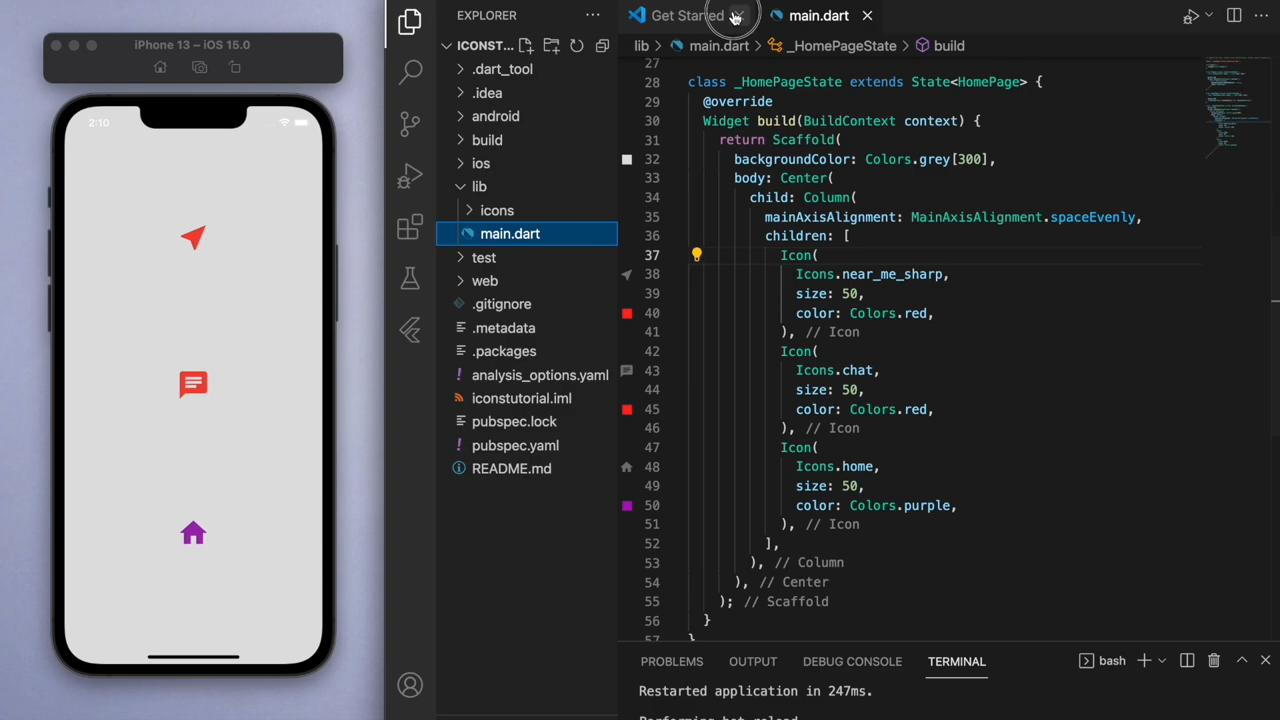 iPhone 13 – iOS 15.0
2:10
EXPLORER
ICONST...
.dart_tool
.idea
android
build
ios
lib
icons
main.dart
test
web
.gitignore
.metadata
.packages
analysis_options.yaml
iconstutorial.iml
pubspec.lock
pubspec.yaml
README.md
Get Started
main.dart
lib > main.dart > _HomePageState > build
27
28 class _HomePageState extends State<HomePage> {
29 @override
30 Widget build(BuildContext context) {
31 return Scaffold(
32 backgroundColor: Colors.grey[300],
33 body: Center(
34 child: Column(
35 mainAxisAlignment: MainAxisAlignment.spaceEvenly,
36 children: [
37 Icon(
38 Icons.near_me_sharp,
39 size: 50,
40 color: Colors.red,
41 ), // Icon
42 Icon(
43 Icons.chat,
44 size: 50,
45 color: Colors.red,
46 ), // Icon
47 Icon(
48 Icons.home,
49 size: 50,
50 color: Colors.purple,
51 ), // Icon
52 ],
53 ), // Column
54 ), // Center
55 ); // Scaffold
56 }
57 }
PROBLEMS OUTPUT DEBUG CONSOLE TERMINAL bash
Restarted application in 247ms.
Performing hot reload